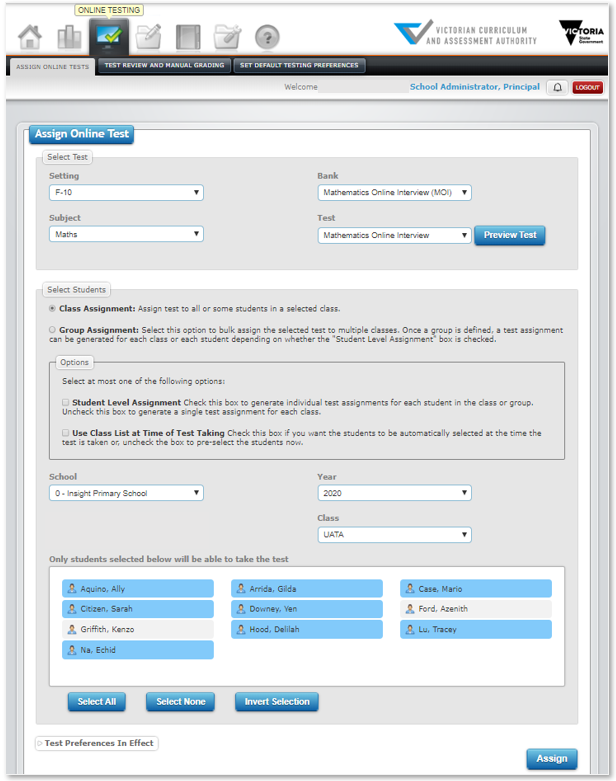 ONLINE TESTING
VICTORIAN CURRICULUM
AND ASSESSMENT AUTHORITY
VICTORIA
State
Government
ASSIGN ONLINE TESTS
TEST REVIEW AND MANUAL GRADING
SET DEFAULT TESTING PREFERENCES
Welcome
School Administrator, Principal
LOGOUT
Assign Online Test
Select Test
Setting
Bank
F-10
Mathematics Online Interview (MOI)
Subject
Test
Maths
Mathematics Online Interview
Preview Test
Select Students
Class Assignment: Assign test to all or some students in a selected class.
Group Assignment: Select this option to bulk assign the selected test to multiple classes. Once a group is defined, a test assignment
can be generated for each class or each student depending on whether the "Student Level Assignment" box is checked.
Options
Select at most one of the following options:
Student Level Assignment Check this box to generate individual test assignments for each student in the class or group.
Uncheck this box to generate a single test assignment for each class.
Use Class List at Time of Test Taking Check this box if you want the students to be automatically selected at the time the
test is taken or, uncheck the box to pre-select the students now.
School
Year
0 - Insight Primary School
2020
Class
UATA
Only students selected below will be able to take the test
Aquino, Ally
Arrida, Gilda
Case, Mario
Citizen, Sarah
Downey, Yen
Ford, Azenith
Griffith, Kenzo
Hood, Delilah
Lu, Tracey
Na, Echid
Select All
Select None
Invert Selection
Test Preferences In Effect
Assign